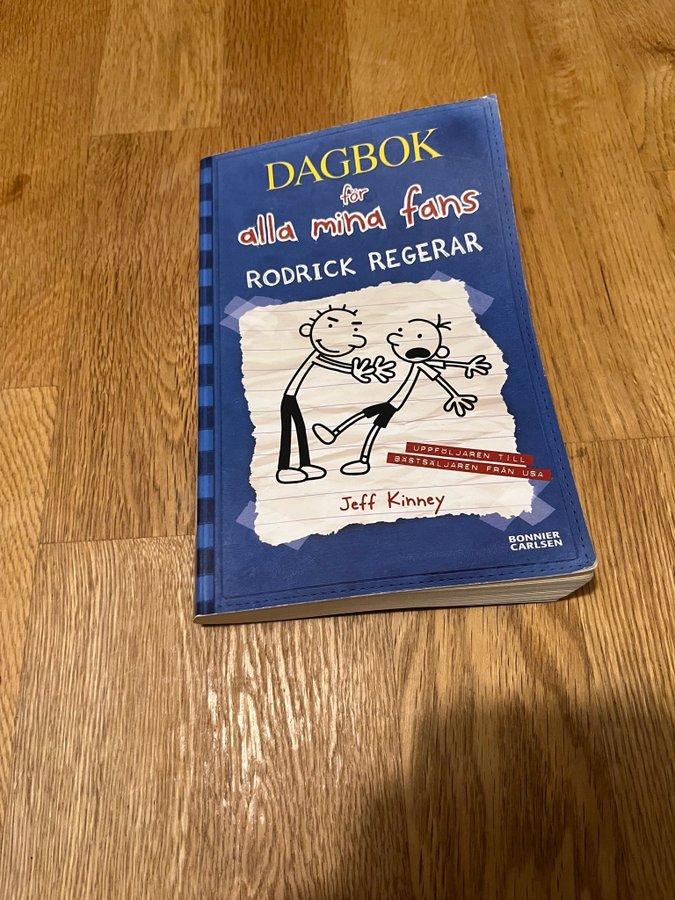 DAGBOK
för
alla mina fans
RODRICK REGERAR
UPPFÖLJAREN TILL
BÄSTSÄLJAREN FRÅN USA
Jeff Kinney
BONNIER
CARLSEN